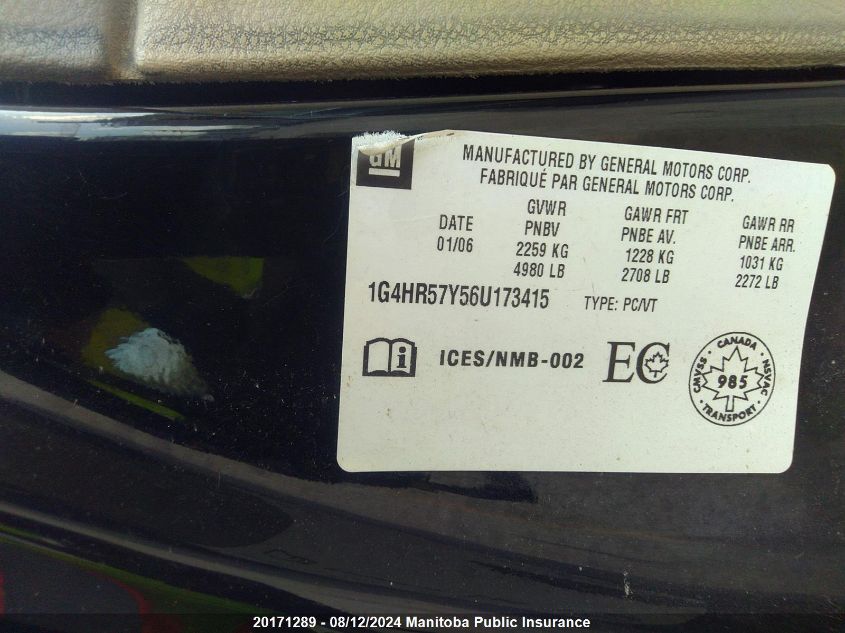 GM
MANUFACTURED BY GENERAL MOTORS CORP.
FABRIQUÉ PAR GENERAL MOTORS CORP.
DATE GVWR GAWR FRT GAWR RR
PNBV PNBE AV. PNBE ARR.
01/06 2259 KG 1228 KG 1031 KG
4980 LB 2708 LB 2272 LB
1G4HR57Y56U173415 TYPE: PC/VT
i ICES/NMB-002 EC
CANADA
CMVSS 985 NSVAC
TRANSPORT
20171289 - 08/12/2024 Manitoba Public Insurance